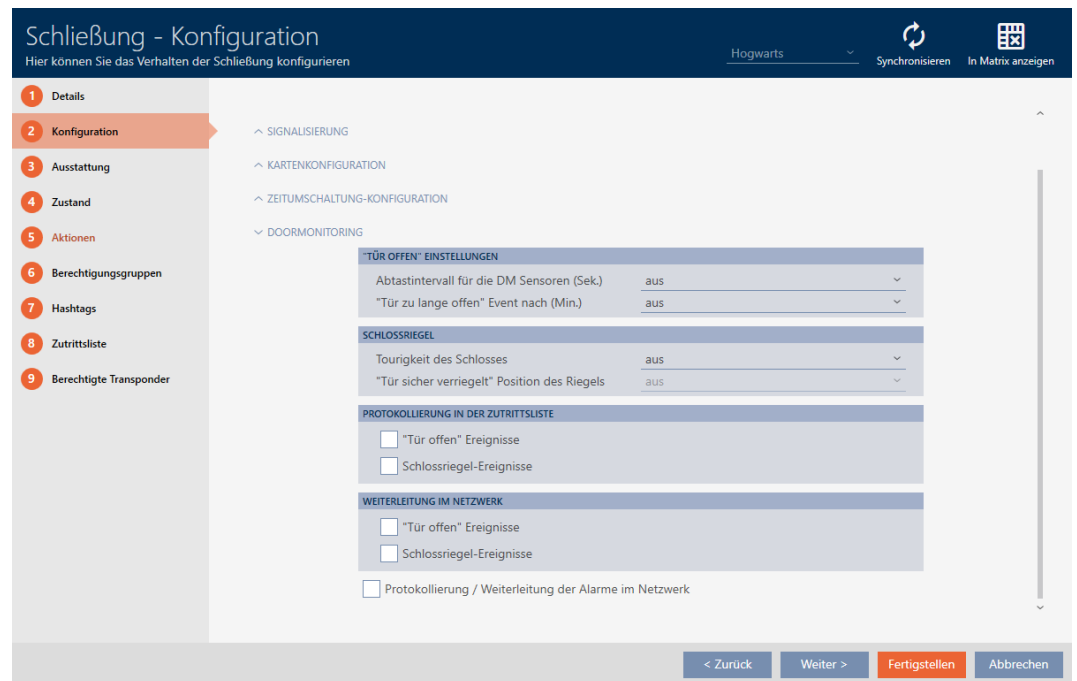 Schließung - Konfiguration
Hier können Sie das Verhalten der Schließung konfigurieren
Hogwarts
Synchronisieren
In Matrix anzeigen
1 Details
2 Konfiguration
3 Ausstattung
4 Zustand
5 Aktionen
6 Berechtigungsgruppen
7 Hashtags
8 Zutrittsliste
9 Berechtigte Transponder
SIGNALISIERUNG
KARTENKONFIGURATION
ZEITUMSCHALTUNG-KONFIGURATION
DOORMONITORING
"TÜR OFFEN" EINSTELLUNGEN
Abtastintervall für die DM Sensoren (Sek.) aus
"Tür zu lange offen" Event nach (Min.) aus
SCHLOSSRIEGEL
Tourigkeit des Schlosses aus
"Tür sicher verriegelt" Position des Riegels aus
PROTOKOLLIERUNG IN DER ZUTRITTSLISTE
"Tür offen" Ereignisse
Schlossriegel-Ereignisse
WEITERLEITUNG IM NETZWERK
"Tür offen" Ereignisse
Schlossriegel-Ereignisse
Protokollierung / Weiterleitung der Alarme im Netzwerk
< Zurück
Weiter >
Fertigstellen
Abbrechen